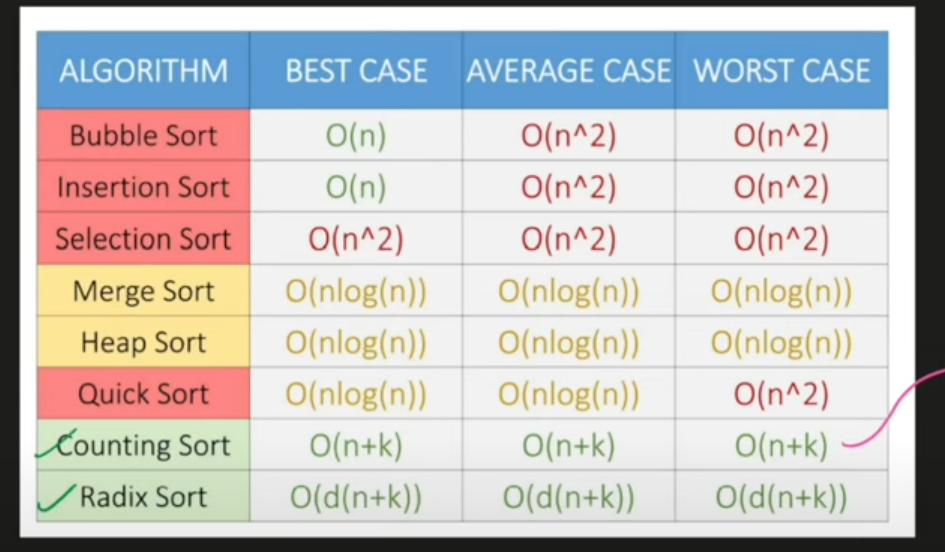 ALGORITHM BEST CASE AVERAGE CASE WORST CASE
Bubble Sort O(n) O(n^2) O(n^2)
Insertion Sort O(n) O(n^2) O(n^2)
Selection Sort O(n^2) O(n^2) O(n^2)
Merge Sort O(nlog(n)) O(nlog(n)) O(nlog(n))
Heap Sort O(nlog(n)) O(nlog(n)) O(nlog(n))
Quick Sort O(nlog(n)) O(nlog(n)) O(n^2)
Counting Sort O(n+k) O(n+k) O(n+k)
Radix Sort O(d(n+k)) O(d(n+k)) O(d(n+k))